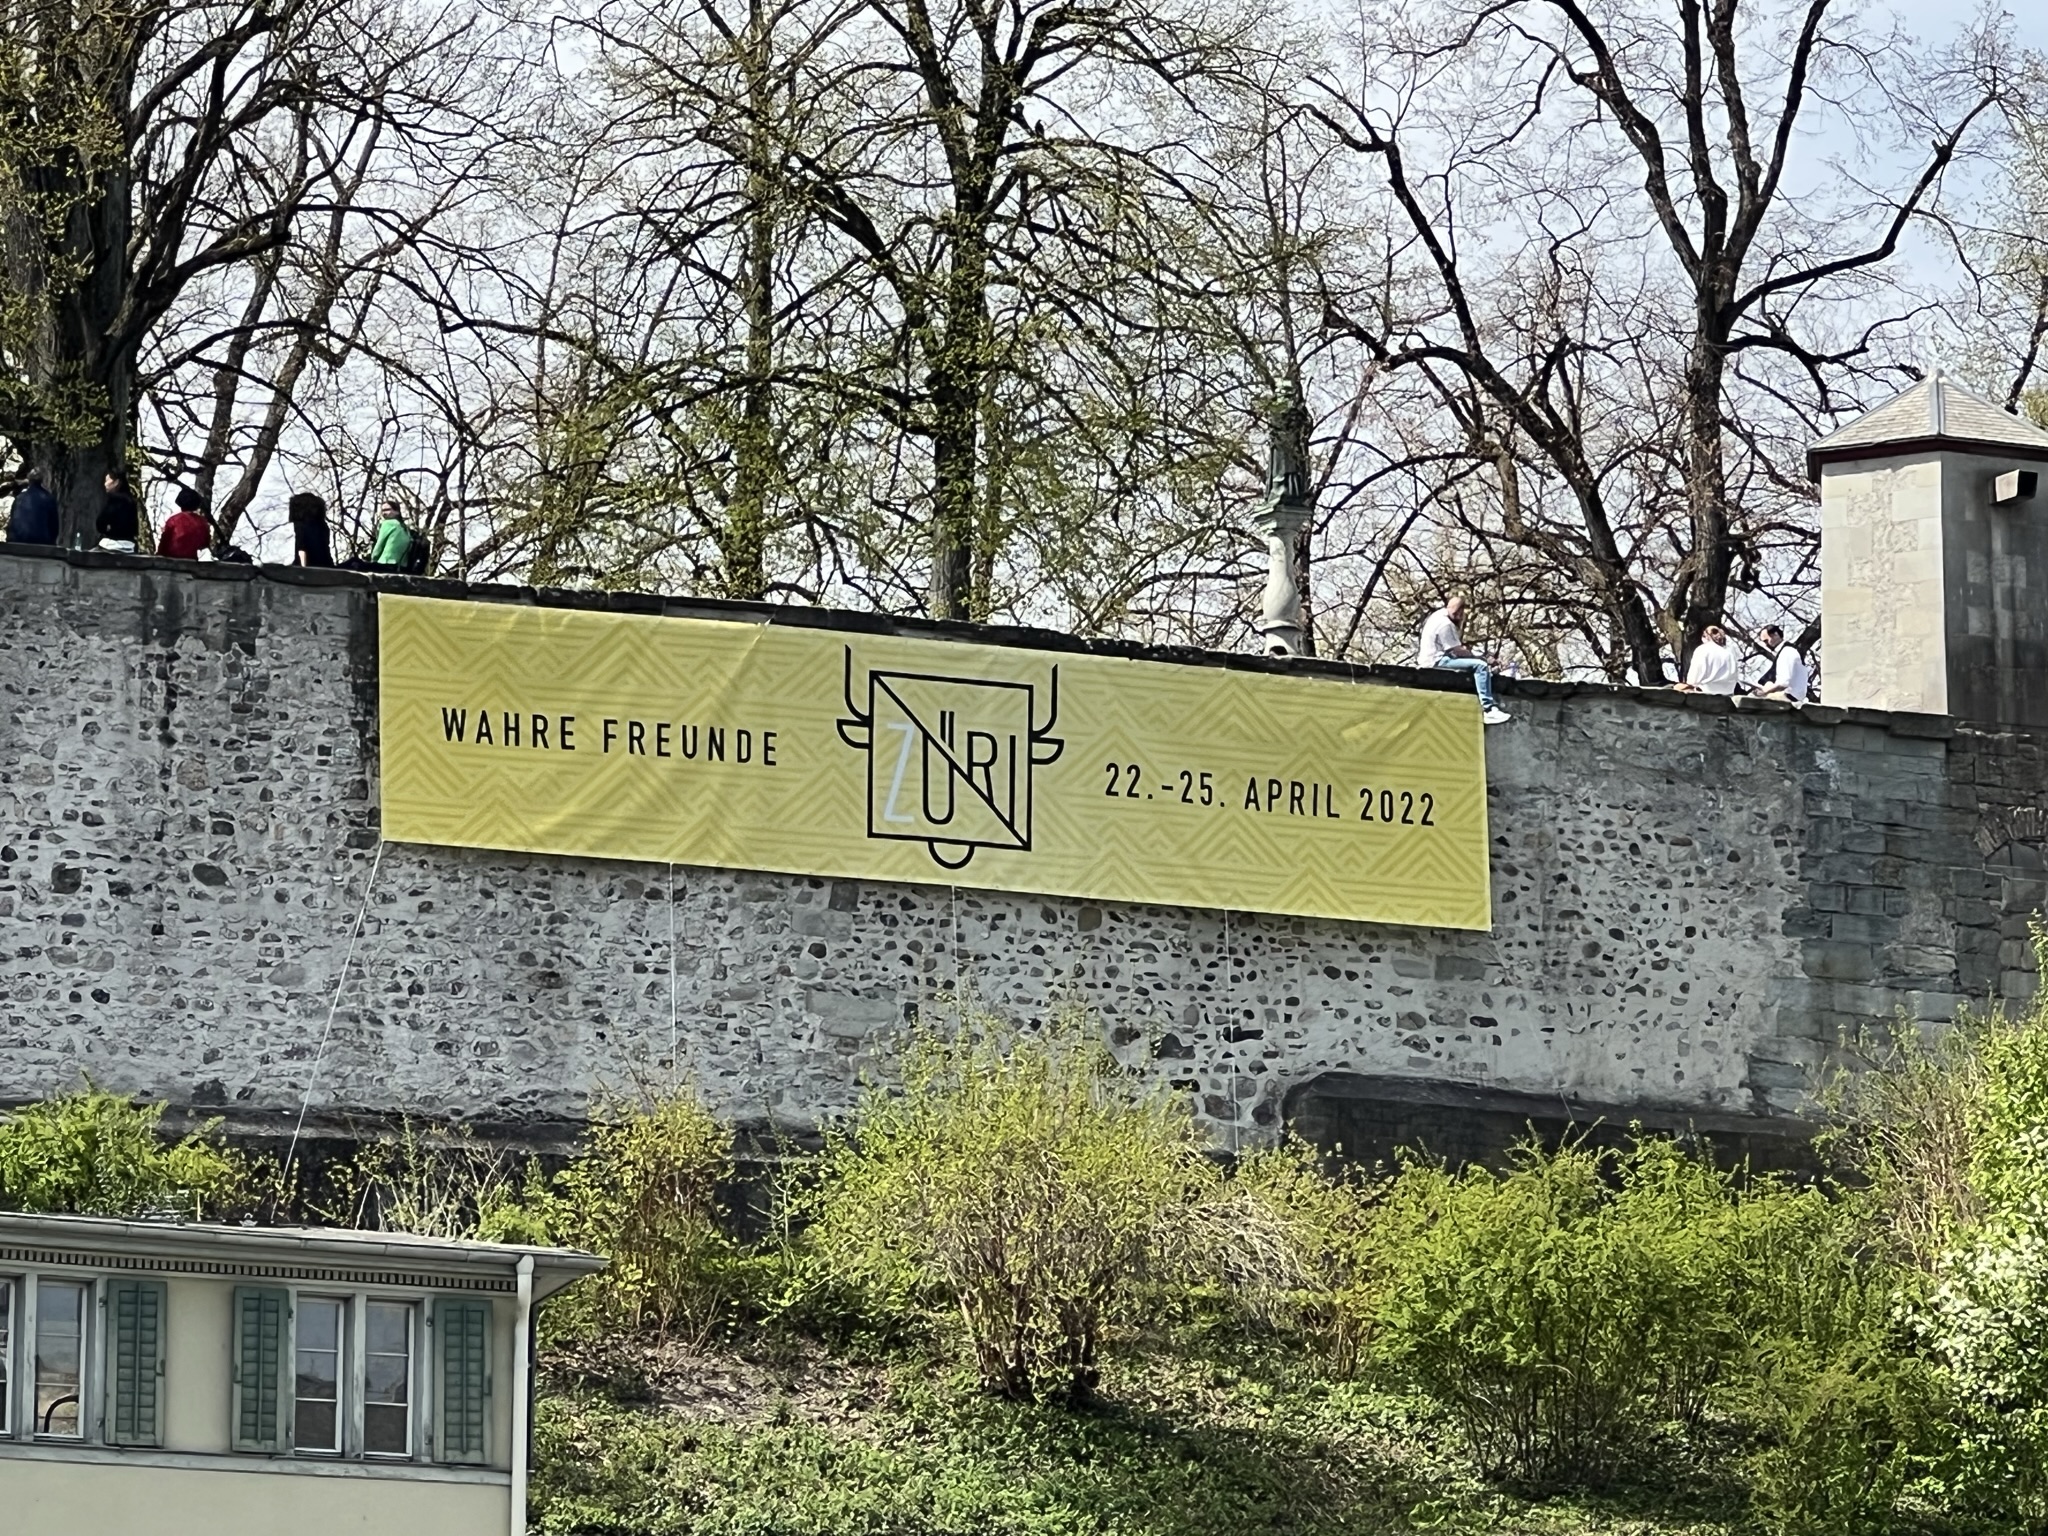 WAHRE FREUNDE
ZÜRI
22.-25. APRIL 2022